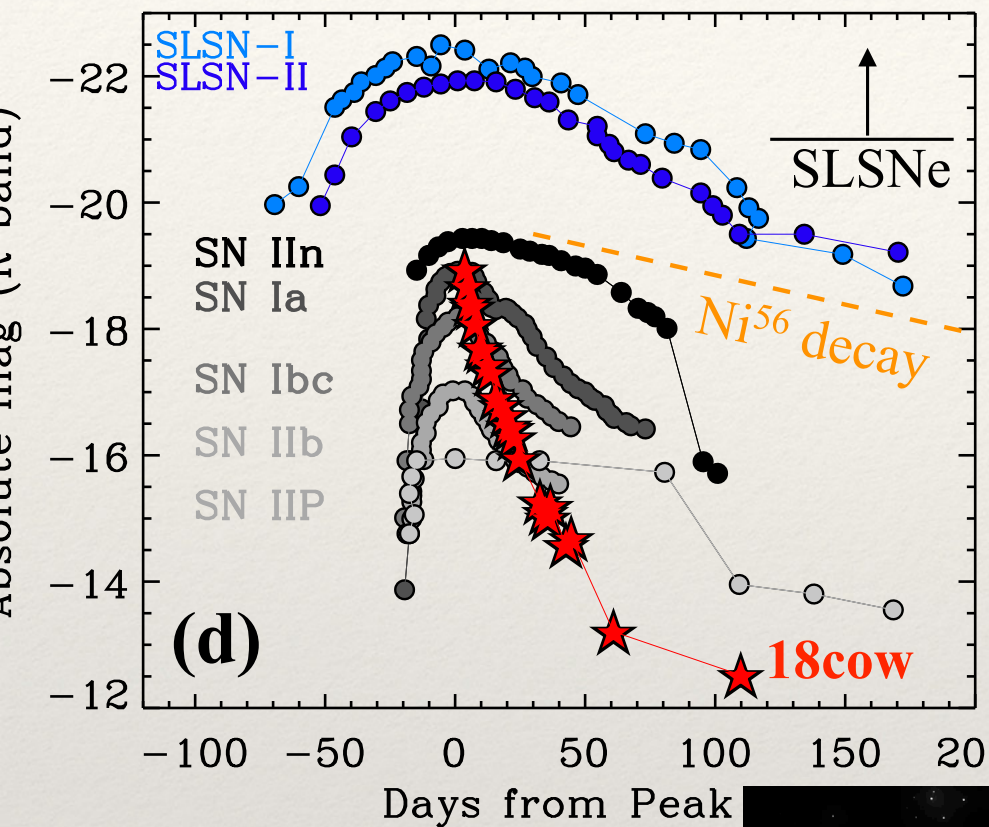 SLSN-I
SLSN-II
SLSNe
SN IIn
SN Ia
SN Ibc
SN IIb
SN IIP
Ni⁵⁶ decay
(d)
18cow
-22
-20
-18
-16
-14
-12
-100
-50
0
50
100
150
20
Days from Peak